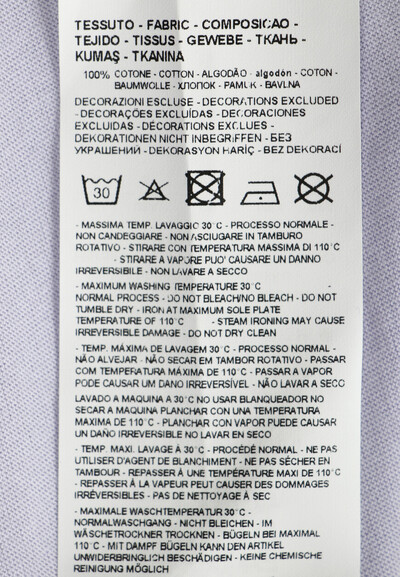 TESSUTO - FABRIC - COMPOSIÇAO -
TEJIDO - TISSUS - GEWEBE - ТКАНЬ -
KUMAŞ - TKANINA
100% COTONE - COTTON - ALGODÃO - algodón - COTON -
BAUMWOLLE - ХЛОПОК - PAMUK - BAVLNA
DECORAZIONI ESCLUSE - DECORATIONS EXCLUDED
- DECORAÇÕES EXCLUÍDAS - DECORACIONES
EXCLUIDAS - DÉCORATIONS EXCLUES -
DEKORATIONEN NICHT INBEGRIFFEN - БЕЗ
УКРАШЕНИЙ - DEKORASYON HARİÇ - BEZ DEKORACÍ
30
- MASSIMA TEMP. LAVAGGIO 30°C - PROCESSO NORMALE -
NON CANDEGGIARE - NON ASCIUGARE IN TAMBURO
ROTATIVO - STIRARE CON TEMPERATURA MASSIMA DI 110°C
- STIRARE A VAPORE PUO' CAUSARE UN DANNO
IRREVERSIBILE - NON LAVARE A SECCO
- MAXIMUM WASHING TEMPERATURE 30°C -
NORMAL PROCESS - DO NOT BLEACH/NO BLEACH - DO NOT
TUMBLE DRY - IRON AT MAXIMUM SOLE PLATE
TEMPERATURE OF 110°C - STEAM IRONING MAY CAUSE
IRREVERSIBLE DAMAGE - DO NOT DRY CLEAN
- TEMP. MÁXIMA DE LAVAGEM 30°C - PROCESSO NORMAL -
NÃO ALVEJAR - NÃO SECAR EM TAMBOR ROTATIVO - PASSAR
COM TEMPERATURA MÁXIMA DE 110°C - PASSAR A VAPOR
PODE CAUSAR UM DANO IRREVERSÍVEL - NÃO LAVAR A SECO
LAVADO A MAQUINA A 30°C NO USAR BLANQUEADOR NO
SECAR A MAQUINA PLANCHAR CON UNA TEMPERATURA
MAXIMA DE 110°C - PLANCHAR CON VAPOR PUEDE CAUSAR
UN DAÑO IRREVERSIBLE NO LAVAR EN SECO
- TEMP. MAXI. LAVAGE À 30°C - PROCÉDÉ NORMAL - NE PAS
UTILISER D'AGENT DE BLANCHIMENT - NE PAS SÉCHER EN
TAMBOUR - REPASSER À UNE TEMPÉRATURE MAXI DE 110°C
- REPASSER À LA VAPEUR PEUT CAUSER DES DOMMAGES
IRRÉVERSIBLES - PAS DE NETTOYAGE À SEC
- MAXIMALE WASCHTEMPERATUR 30°C -
NORMALWASCHGANG - NICHT BLEICHEN - IM
WÄSCHETROCKNER TROCKNEN - BÜGELN BEI MAXIMAL
110°C - MIT DAMPF BÜGELN KANN DEN ARTIKEL
UNWIDERBRINGLICH BESCHÄDIGEN - KEINE CHEMISCHE
REINIGUNG MÖGLICH